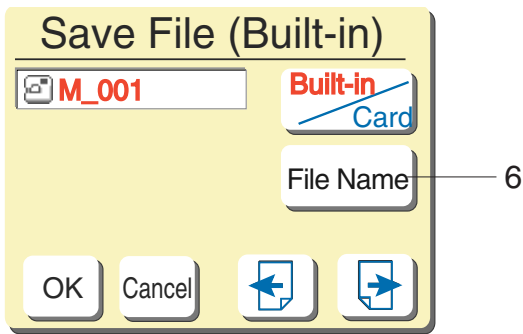 Save File (Built-in)
M_001
Built-in
Card
File Name
6
OK
Cancel